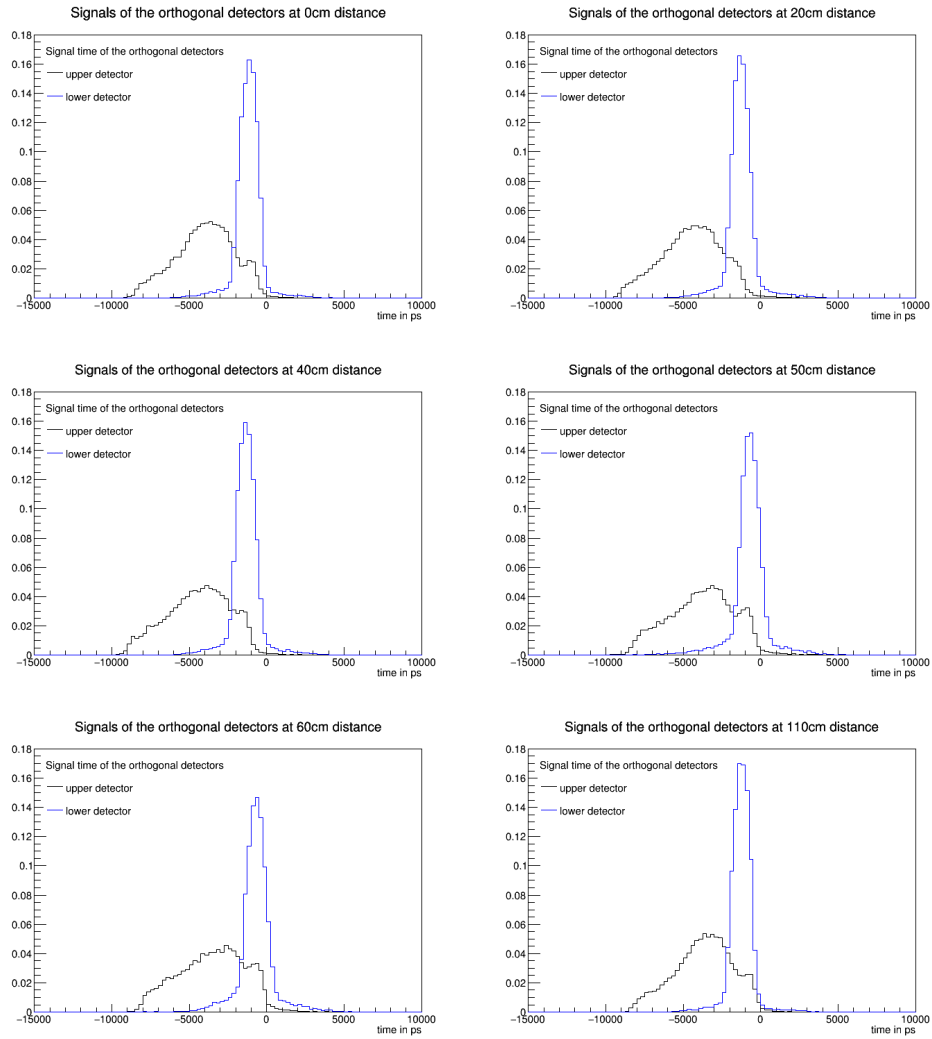 Signals of the orthogonal detectors at 0cm distance
0.18
0.16
0.14
0.12
0.1
0.08
0.06
0.04
0.02
0
Signal time of the orthogonal detectors
upper detector
lower detector
−15000 −10000 −5000 0 5000 10000
time in ps
Signals of the orthogonal detectors at 20cm distance
0.18
0.16
0.14
0.12
0.1
0.08
0.06
0.04
0.02
0
Signal time of the orthogonal detectors
upper detector
lower detector
−15000 −10000 −5000 0 5000 10000
time in ps
Signals of the orthogonal detectors at 40cm distance
0.18
0.16
0.14
0.12
0.1
0.08
0.06
0.04
0.02
0
Signal time of the orthogonal detectors
upper detector
lower detector
−15000 −10000 −5000 0 5000 10000
time in ps
Signals of the orthogonal detectors at 50cm distance
0.18
0.16
0.14
0.12
0.1
0.08
0.06
0.04
0.02
0
Signal time of the orthogonal detectors
upper detector
lower detector
−15000 −10000 −5000 0 5000 10000
time in ps
Signals of the orthogonal detectors at 60cm distance
0.18
0.16
0.14
0.12
0.1
0.08
0.06
0.04
0.02
0
Signal time of the orthogonal detectors
upper detector
lower detector
−15000 −10000 −5000 0 5000 10000
time in ps
Signals of the orthogonal detectors at 110cm distance
0.18
0.16
0.14
0.12
0.1
0.08
0.06
0.04
0.02
0
Signal time of the orthogonal detectors
upper detector
lower detector
−15000 −10000 −5000 0 5000 10000
time in ps